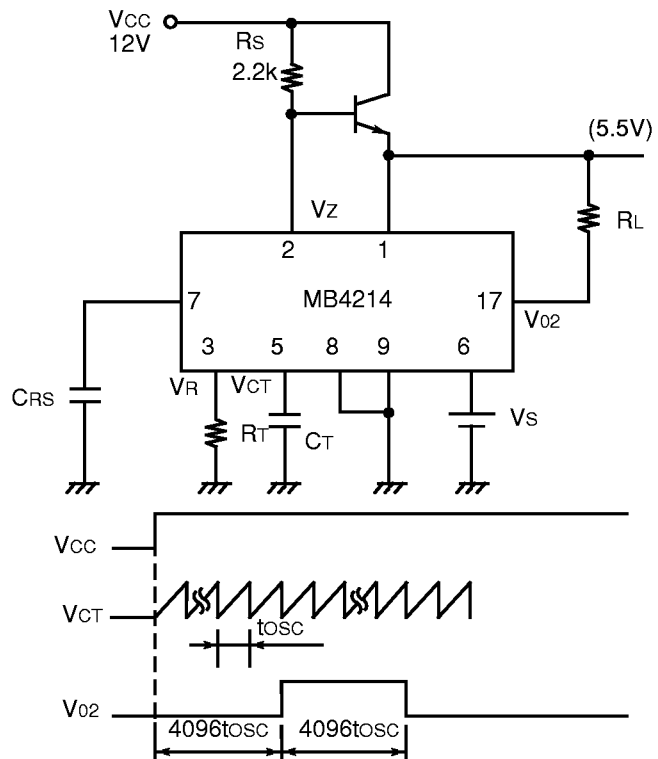 VCC
12V
RS
2.2k
(5.5V)
VZ
RL
2
1
MB4214
7
17
V02
3
5
8
9
6
VR
VCT
CRS
RT
CT
VS
VCC
VCT
tOSC
V02
4096tOSC
4096tOSC